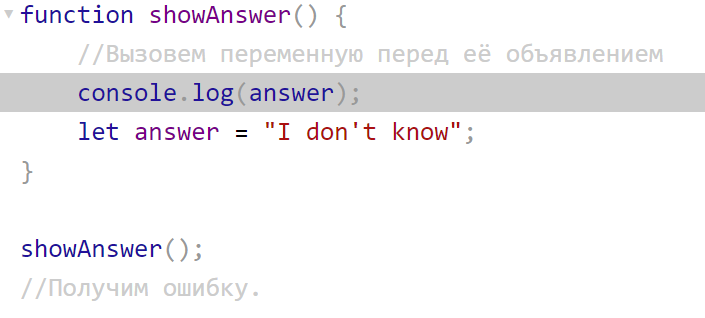 function showAnswer() {
    //Вызовем переменную перед её объявлением
    console.log(answer);
    let answer = "I don't know";
}

showAnswer();
//Получим ошибку.